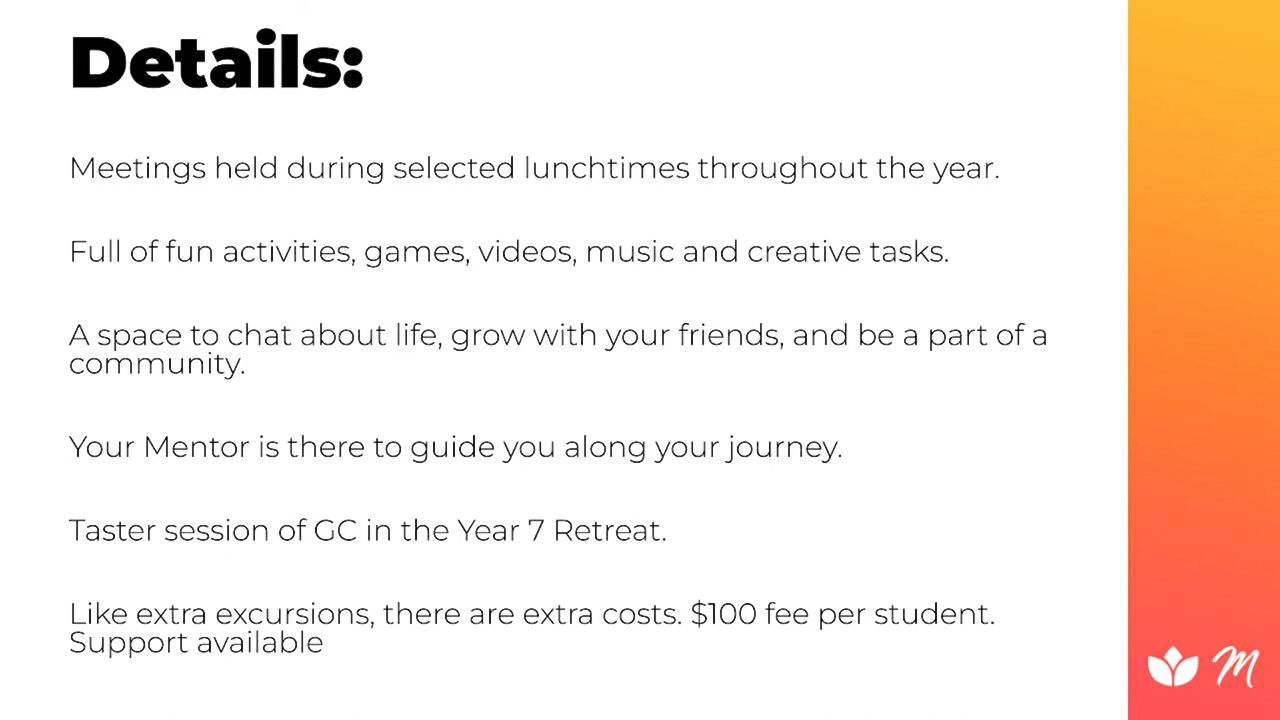 Details:
Meetings held during selected lunchtimes throughout the year.
Full of fun activities, games, videos, music and creative tasks.
A space to chat about life, grow with your friends, and be a part of a
community.
Your Mentor is there to guide you along your journey.
Taster session of GC in the Year 7 Retreat.
Like extra excursions, there are extra costs. $100 fee per student.
Support available
M